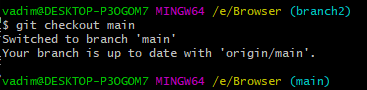 vadim@DESKTOP-P3OGOM7 MINGW64 /e/Browser (branch2)
$ git checkout main
Switched to branch 'main'
Your branch is up to date with 'origin/main'.
vadim@DESKTOP-P3OGOM7 MINGW64 /e/Browser (main)